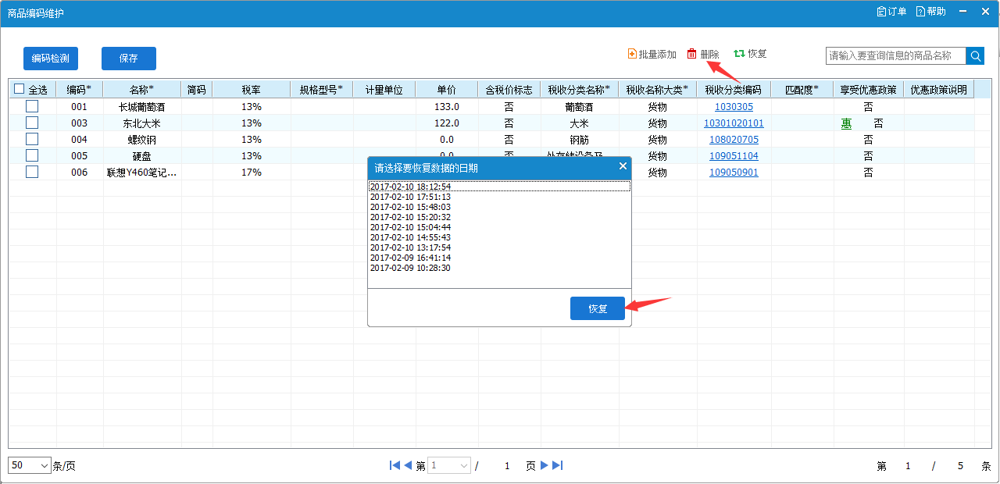 商品编码维护 订单 帮助
编码检测 保存 批量添加 删除 恢复 请输入要查询信息的商品名称
全选 编码* 名称* 简码 税率 规格型号* 计量单位 单价 含税价标志 税收分类名称* 税收名称大类* 税收分类编码 匹配度* 享受优惠政策 优惠政策说明
001 长城葡萄酒 13% 133.0 否 葡萄酒 货物 1030305 否
003 东北大米 13% 122.0 否 大米 货物 10301020101 惠 否
004 螺纹钢 13% 0.0 否 钢筋 货物 108020705 否
005 硬盘 13% 0.0 否 货物 109051104 否
006 联想Y460笔记... 17% 货物 109050901 否
请选择要恢复数据的日期
2017-02-10 18:12:54
2017-02-10 17:51:13
2017-02-10 15:48:03
2017-02-10 15:20:32
2017-02-10 15:04:44
2017-02-10 14:55:43
2017-02-10 13:17:54
2017-02-09 16:41:14
2017-02-09 10:28:30
恢复
50 条/页 第 1 / 1 页 第 1 / 5 条